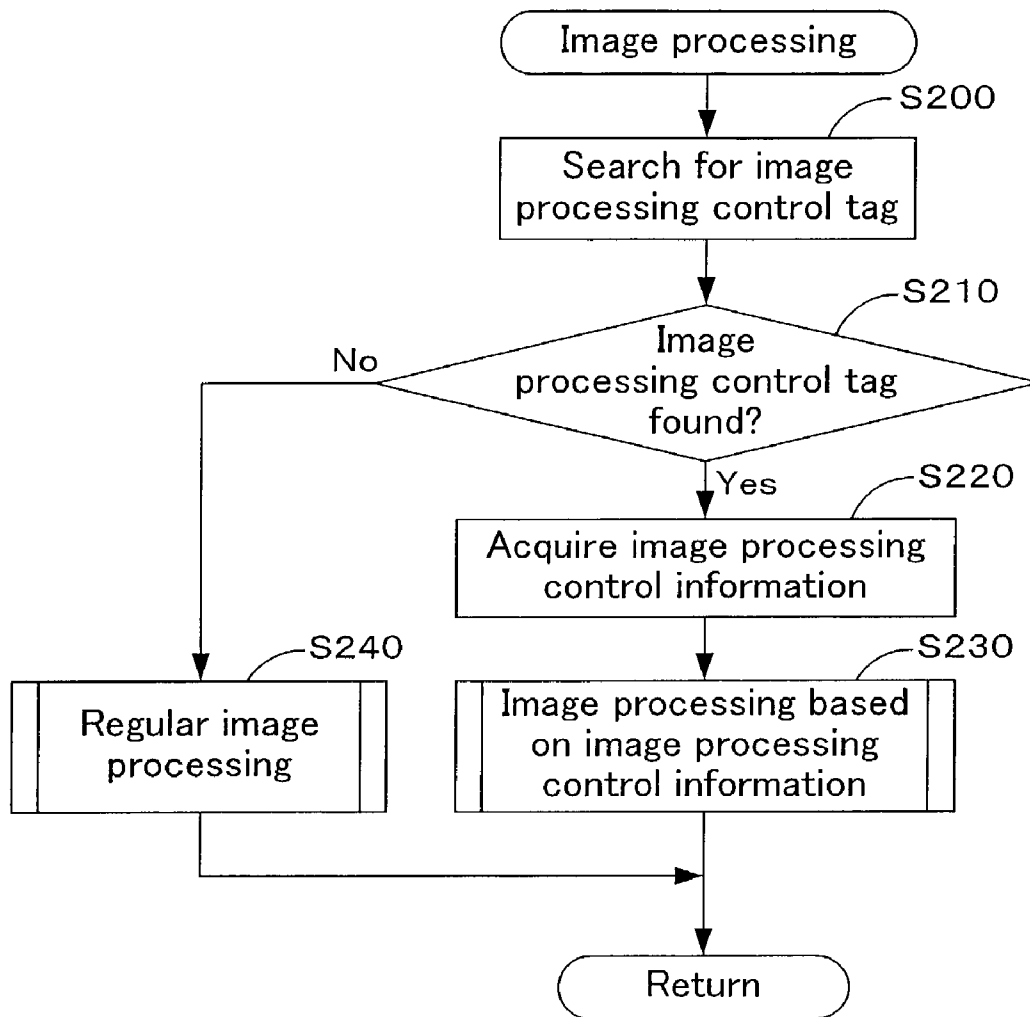 Image processing
S200
Search for image
processing control tag
S210
Image
processing control tag
found?
No
Yes
S220
Acquire image processing
control information
S240
Regular image
processing
S230
Image processing based
on image processing
control information
Return